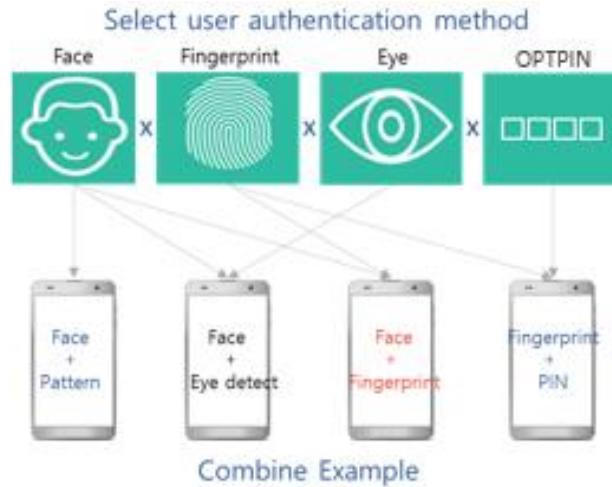 Select user authentication method
Face Fingerprint Eye OPTPIN
x x x
Face
+
Pattern
Face
+
Eye detect
Face
+
Fingerprint
Fingerprint
+
PIN
Combine Example